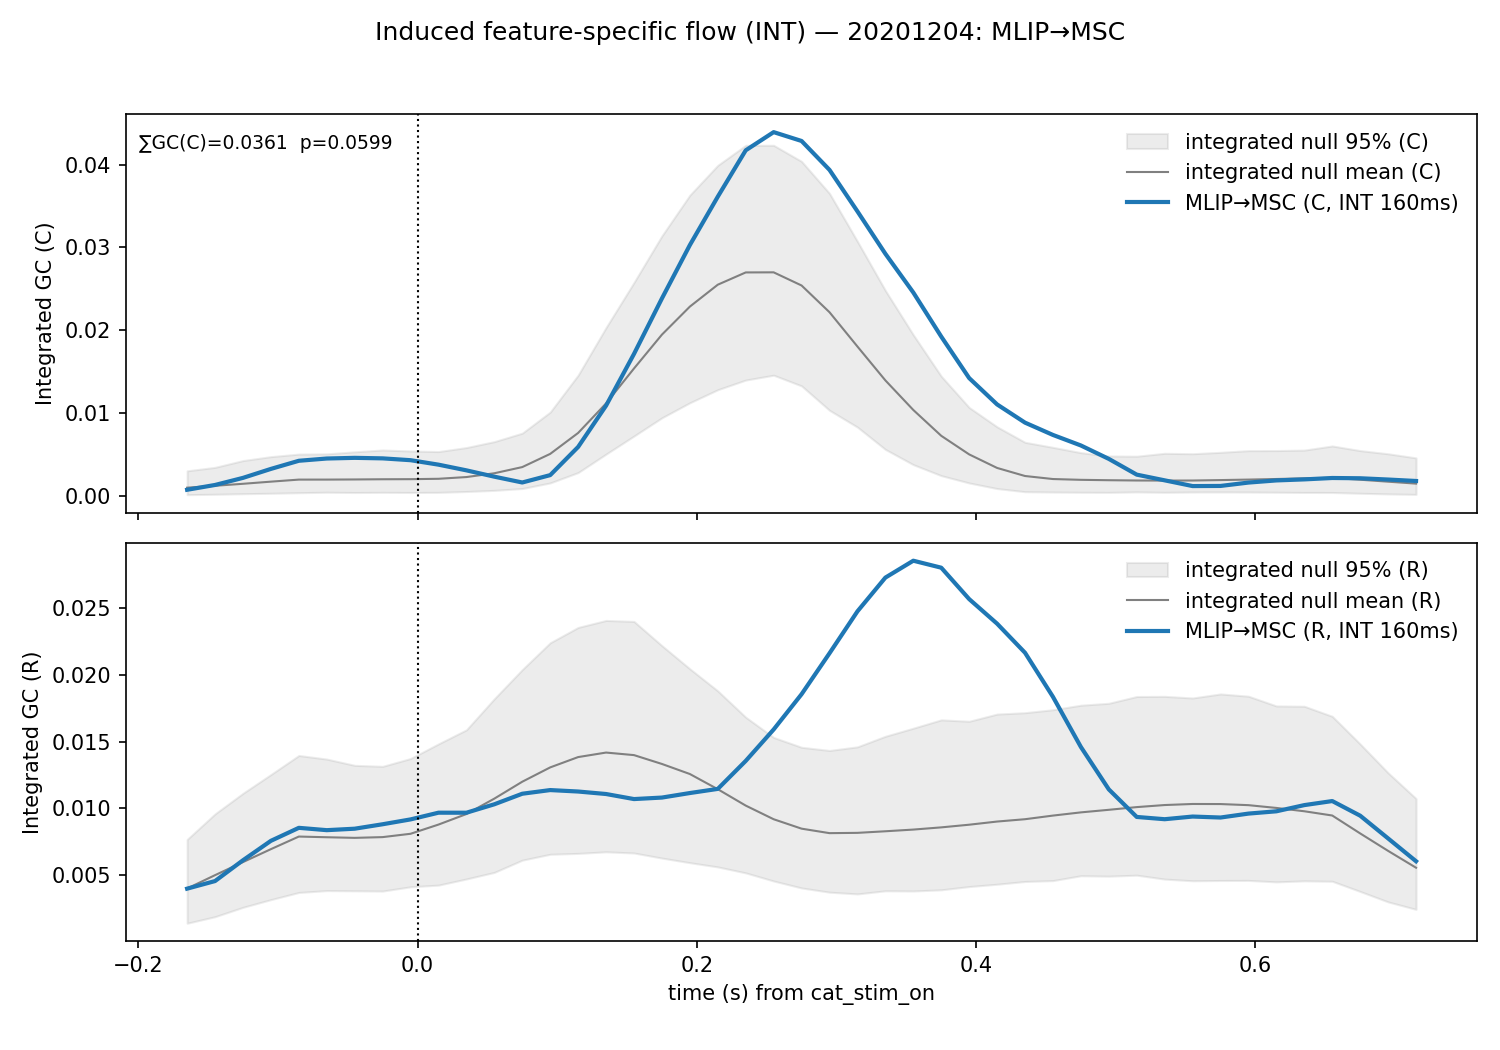 Induced feature-specific flow (INT) — 20201204: MLIP→MSC
∑GC(C)=0.0361  p=0.0599
integrated null 95% (C)
integrated null mean (C)
MLIP→MSC (C, INT 160ms)
Integrated GC (C)
0.04
0.03
0.02
0.01
0.00
integrated null 95% (R)
integrated null mean (R)
MLIP→MSC (R, INT 160ms)
Integrated GC (R)
0.025
0.020
0.015
0.010
0.005
−0.2 0.0 0.2 0.4 0.6
time (s) from cat_stim_on